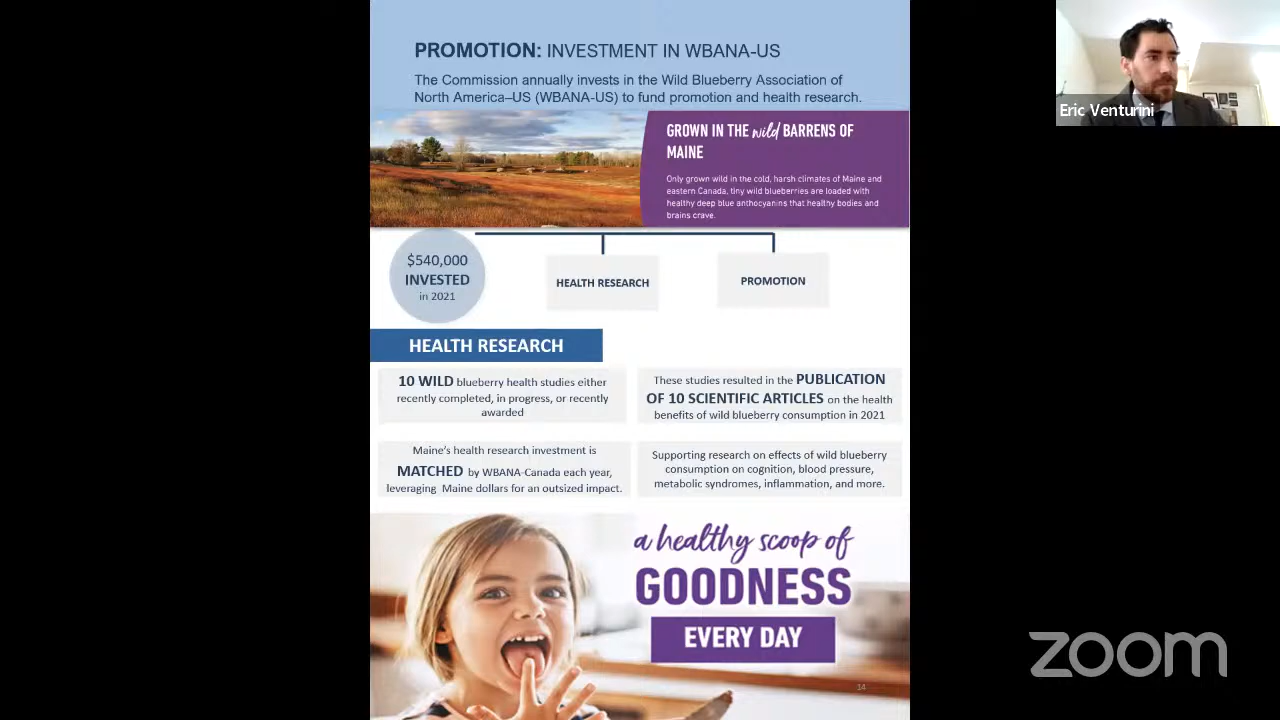 PROMOTION: INVESTMENT IN WBANA-US
The Commission annually invests in the Wild Blueberry Association of
North America–US (WBANA-US) to fund promotion and health research.
GROWN IN THE wild BARRENS OF
MAINE
Only grown wild in the cold, harsh climates of Maine and
eastern Canada, tiny wild blueberries are loaded with
healthy deep blue anthocyanins that healthy bodies and
brains crave.
$540,000
INVESTED
in 2021
HEALTH RESEARCH
PROMOTION
HEALTH RESEARCH
10 WILD blueberry health studies either
recently completed, in progress, or recently
awarded
These studies resulted in the PUBLICATION
OF 10 SCIENTIFIC ARTICLES on the health
benefits of wild blueberry consumption in 2021
Maine's health research investment is
MATCHED by WBANA-Canada each year,
leveraging Maine dollars for an outsized impact.
Supporting research on effects of wild blueberry
consumption on cognition, blood pressure,
metabolic syndromes, inflammation, and more.
a healthy scoop of
GOODNESS
EVERY DAY
34
Eric Venturini
zoom